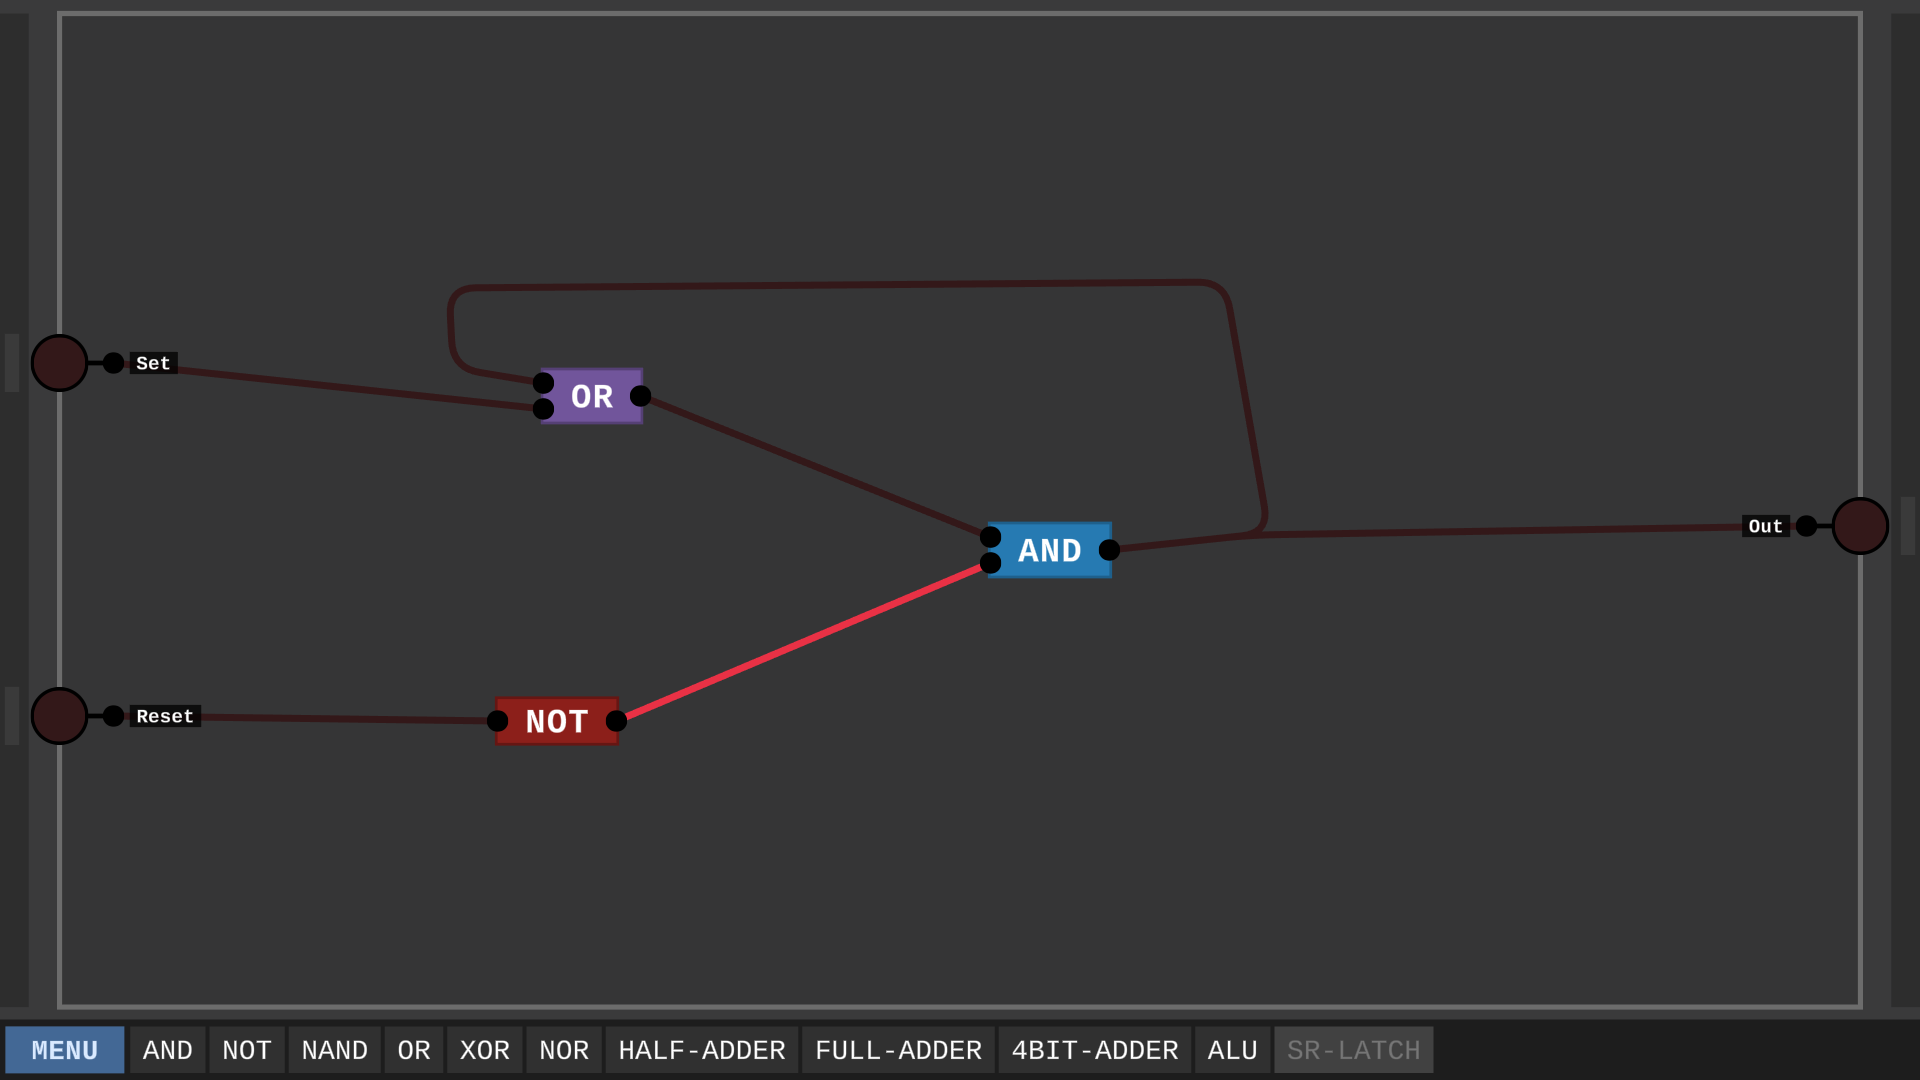 Set
OR
AND
Out
Reset
NOT
MENU AND NOT NAND OR XOR NOR HALF-ADDER FULL-ADDER 4BIT-ADDER ALU SR-LATCH